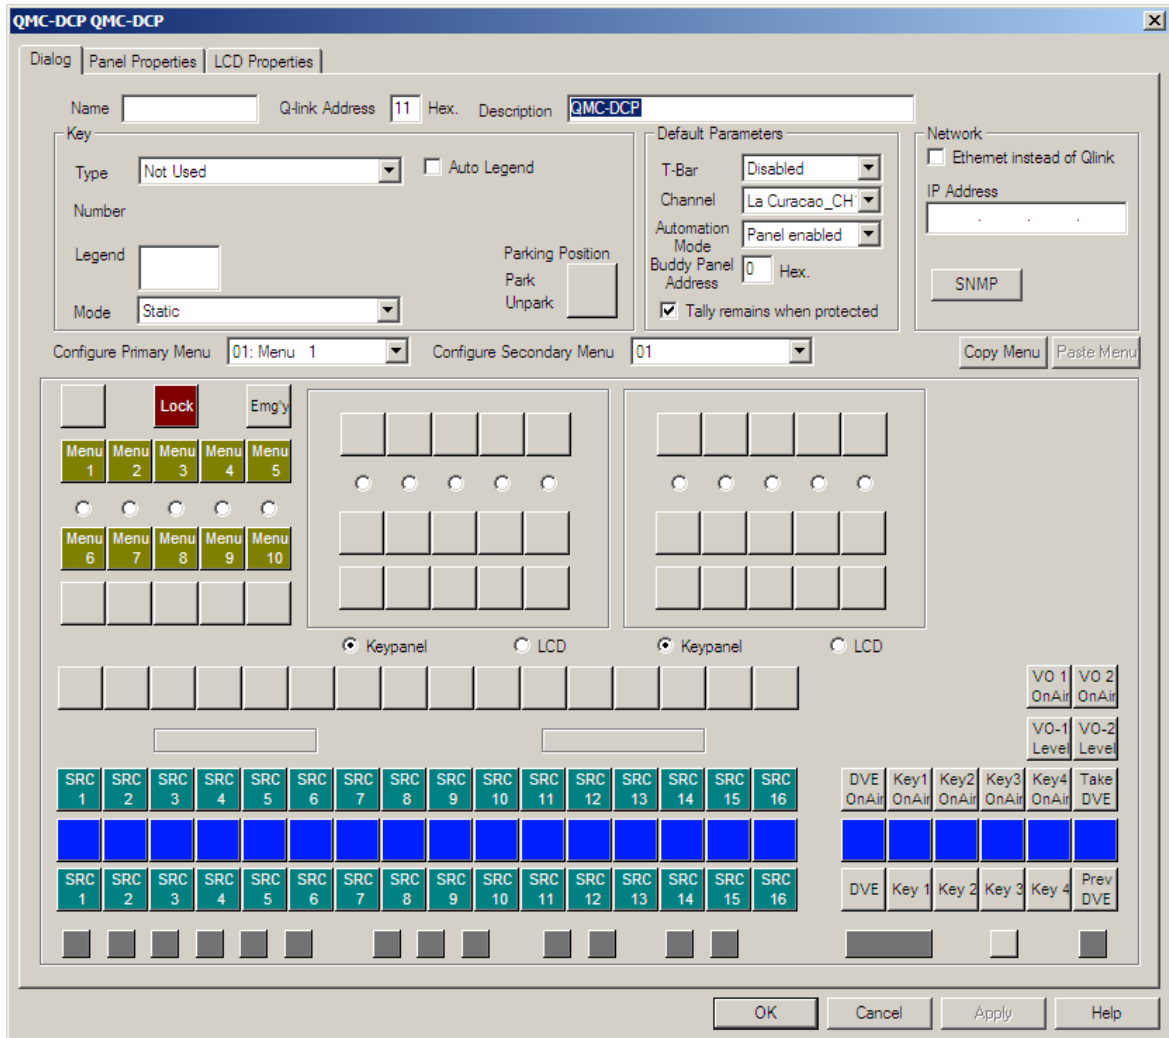 QMC-DCP QMC-DCP
Dialog Panel Properties LCD Properties
Name Q-link Address 11 Hex. Description QMC-DCP
Key Default Parameters Network
Type Not Used Auto Legend T-Bar Disabled Ethernet instead of Qlink
Number Channel La Curacao_CH1 IP Address
. . .
Automation
Mode Panel enabled
Legend Parking Position
Park
Unpark
Buddy Panel
Address 0 Hex.
SNMP
Mode Static Tally remains when protected
Configure Primary Menu 01: Menu 1 Configure Secondary Menu 01 Copy Menu Paste Menu
Lock Emg'y
Menu Menu Menu Menu Menu
1 2 3 4 5
Menu Menu Menu Menu Menu
6 7 8 9 10
Keypanel LCD Keypanel LCD
VO 1 VO 2
OnAir OnAir
VO-1 VO-2
Level Level
SRC SRC SRC SRC SRC SRC SRC SRC SRC SRC SRC SRC SRC SRC SRC SRC DVE Key1 Key2 Key3 Key4 Take
1 2 3 4 5 6 7 8 9 10 11 12 13 14 15 16 OnAir OnAir OnAir OnAir OnAir DVE
SRC SRC SRC SRC SRC SRC SRC SRC SRC SRC SRC SRC SRC SRC SRC SRC DVE Key 1 Key 2 Key 3 Key 4 Prev
1 2 3 4 5 6 7 8 9 10 11 12 13 14 15 16 DVE
OK Cancel Apply Help